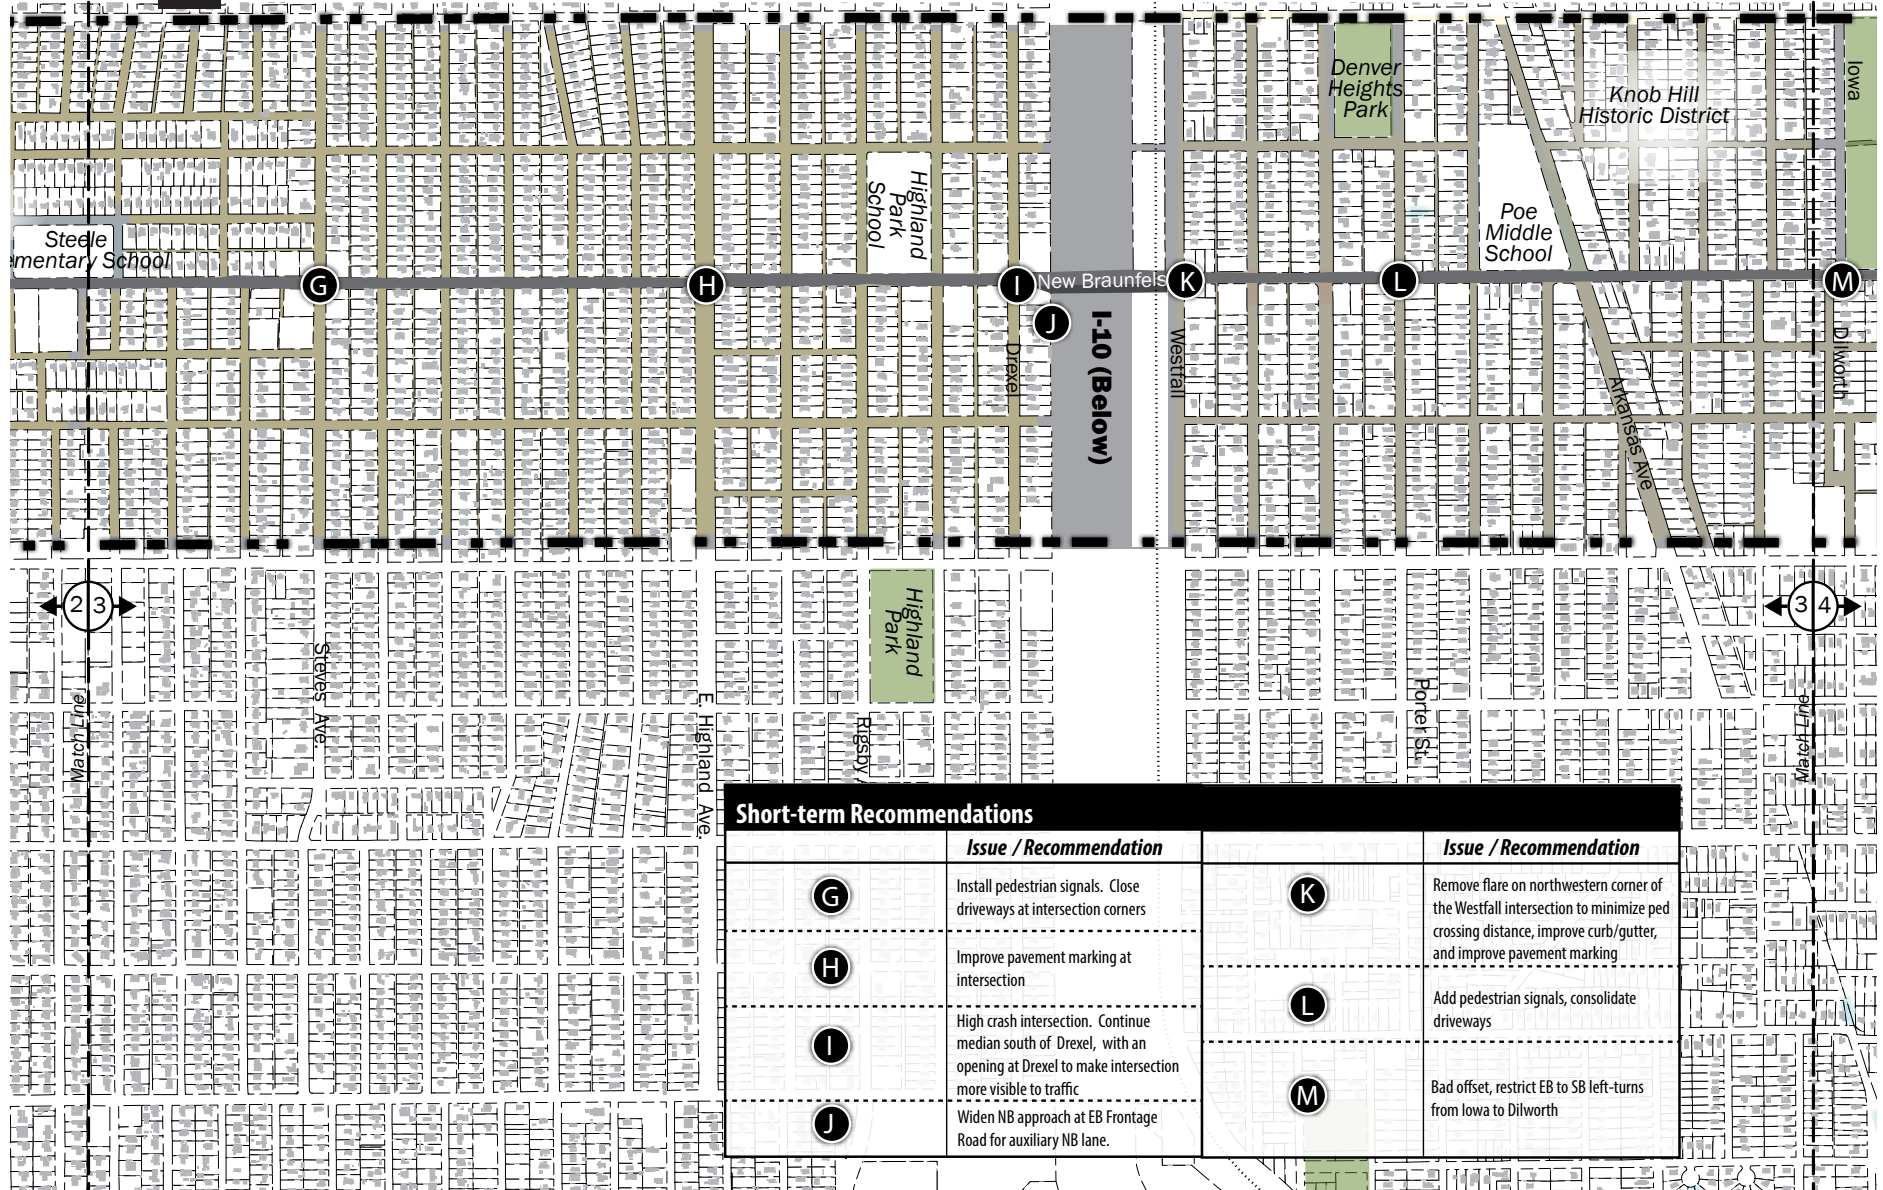 Denver
Heights
Park
Knob Hill
Historic District
Iowa
Highland
Park
School
Poe
Middle
School
Steele
ementary School
G
H
I
New Braunfels
K
L
M
J
I-10 (Below)
Drexel
Westfall
Dilworth
Arkansas Ave
2 3
3 4
Highland
Park
Steves Ave.
Match Line
E. Highland Ave.
Rigsby
Porter St.
Match Line
Short-term Recommendations
Issue / Recommendation
G
Install pedestrian signals. Close
driveways at intersection corners
H
Improve pavement marking at
intersection
I
High crash intersection. Continue
median south of Drexel, with an
opening at Drexel to make intersection
more visible to traffic
J
Widen NB approach at EB Frontage
Road for auxiliary NB lane.
Issue / Recommendation
K
Remove flare on northwestern corner of
the Westfall intersection to minimize ped
crossing distance, improve curb/gutter,
and improve pavement marking
L
Add pedestrian signals, consolidate
driveways
M
Bad offset, restrict EB to SB left-turns
from Iowa to Dilworth